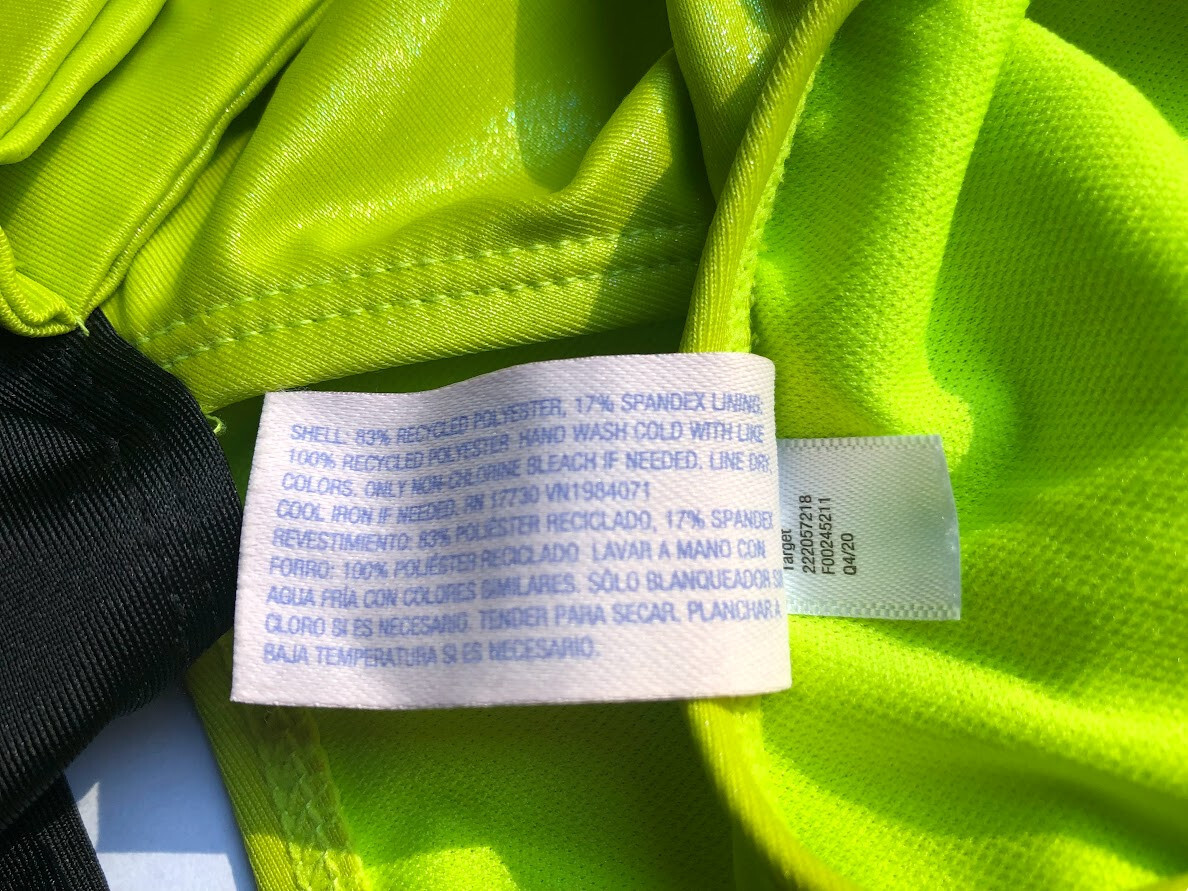 SHELL: 83% RECYCLED POLYESTER, 17% SPANDEX LINING:
100% RECYCLED POLYESTER HAND WASH COLD WITH LIKE
COLORS. ONLY NON-CHLORINE BLEACH IF NEEDED. LINE DRY.
COOL IRON IF NEEDED. RN 17730 VN1984071
REVESTIMIENTO: 83% POLIÉSTER RECICLADO, 17% SPANDEX
FORRO: 100% POLIÉSTER RECICLADO LAVAR A MANO CON
AGUA FRÍA CON COLORES SIMILARES. SÓLO BLANQUEADOR SIN
CLORO SI ES NECESARIO. TENDER PARA SECAR. PLANCHAR A
BAJA TEMPERATURA SI ES NECESARIO.
Target
222057218
F00245211
Q4/20